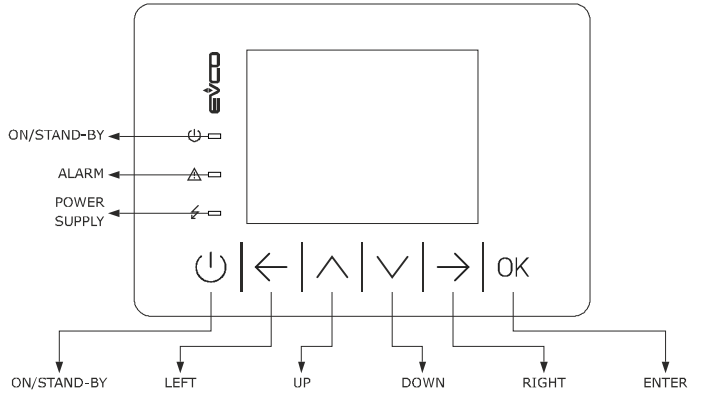 EVCO
ON/STAND-BY
ALARM
POWER
SUPPLY
OK
ON/STAND-BY
LEFT
UP
DOWN
RIGHT
ENTER